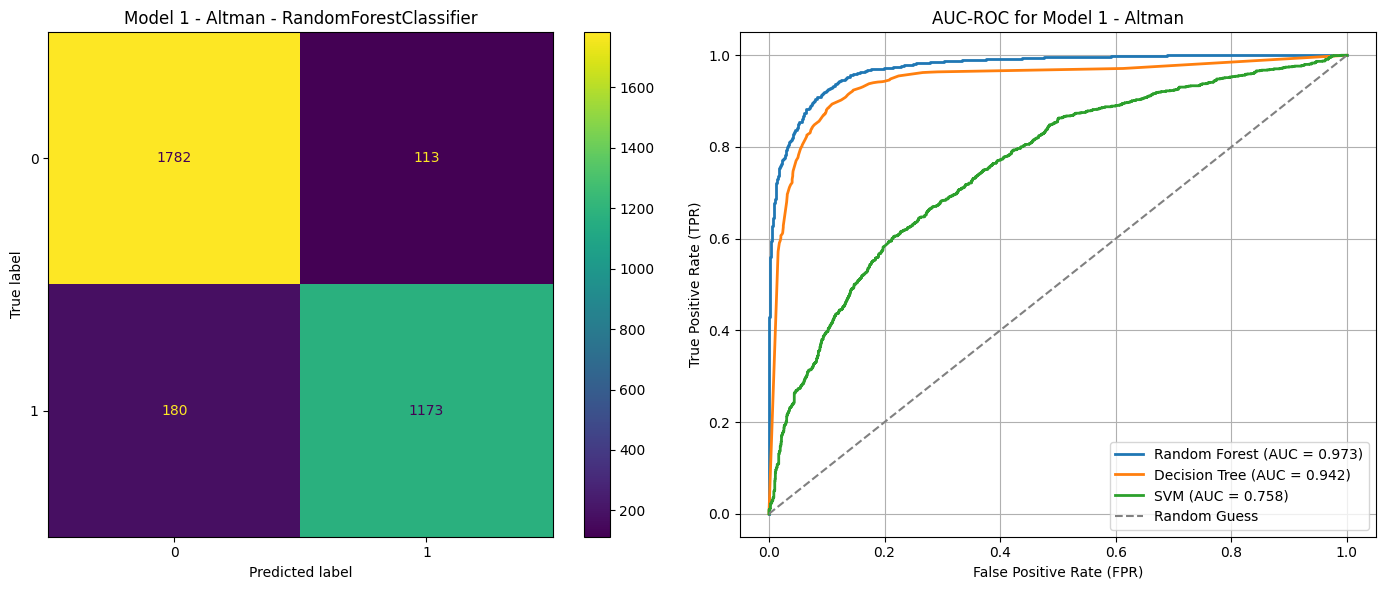 Model 1 - Altman - RandomForestClassifier
True label
0
1
1782
113
180
1173
0
1
Predicted label
1600
1400
1200
1000
800
600
400
200
AUC-ROC for Model 1 - Altman
True Positive Rate (TPR)
1.0
0.8
0.6
0.4
0.2
0.0
Random Forest (AUC = 0.973)
Decision Tree (AUC = 0.942)
SVM (AUC = 0.758)
Random Guess
0.0
0.2
0.4
0.6
0.8
1.0
False Positive Rate (FPR)